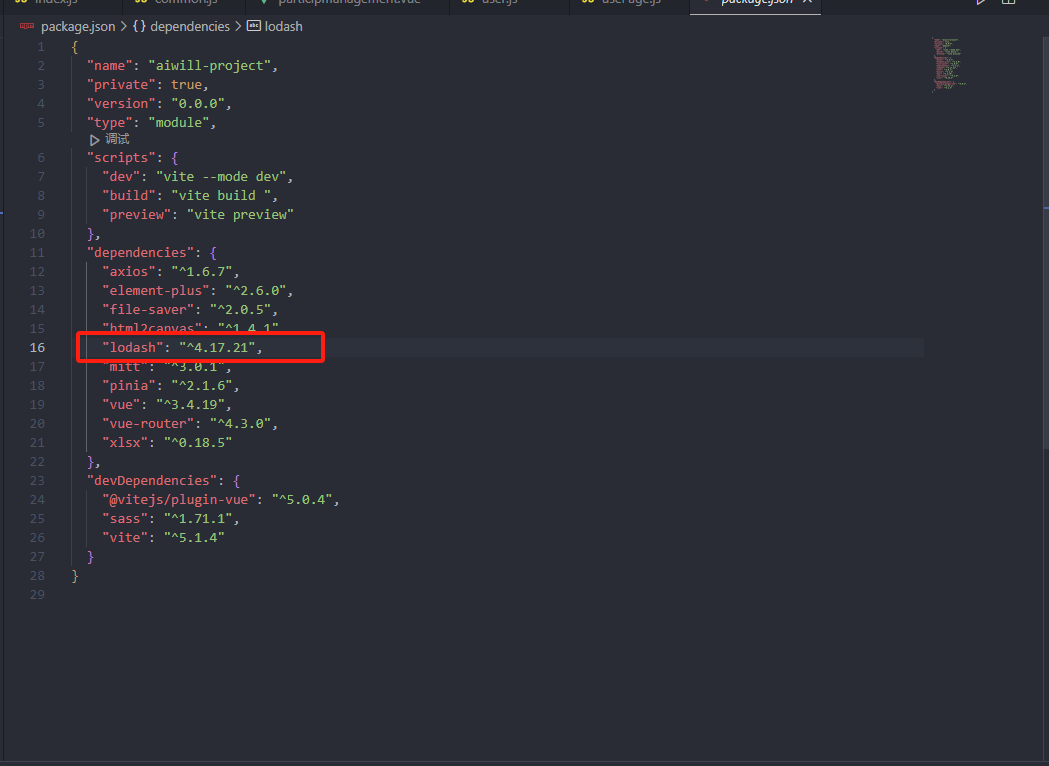 index.js common.js participmanagement.vue user.js userPage.js package.json
package.json > {} dependencies > abc lodash
1 {
2 "name": "aiwill-project",
3 "private": true,
4 "version": "0.0.0",
5 "type": "module",
调试
6 "scripts": {
7 "dev": "vite --mode dev",
8 "build": "vite build ",
9 "preview": "vite preview"
10 },
11 "dependencies": {
12 "axios": "^1.6.7",
13 "element-plus": "^2.6.0",
14 "file-saver": "^2.0.5",
15 "html2canvas": "^1.4.1"
16 "lodash": "^4.17.21",
17 "mitt": "^3.0.1",
18 "pinia": "^2.1.6",
19 "vue": "^3.4.19",
20 "vue-router": "^4.3.0",
21 "xlsx": "^0.18.5"
22 },
23 "devDependencies": {
24 "@vitejs/plugin-vue": "^5.0.4",
25 "sass": "^1.71.1",
26 "vite": "^5.1.4"
27 }
28 }
29